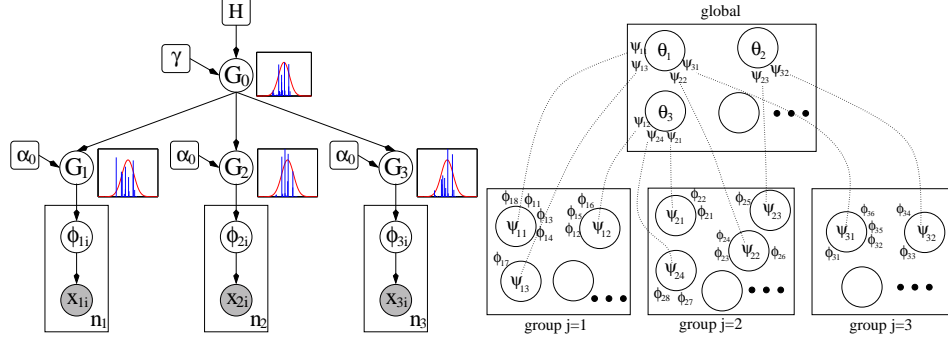 H
γ
G₀
α₀
G₁
α₀
G₂
α₀
G₃
ϕ₁ᵢ
ϕ₂ᵢ
ϕ₃ᵢ
x₁ᵢ
x₂ᵢ
x₃ᵢ
n₁
n₂
n₃
global
ψ₁₁
ψ₁₃
θ₁
ψ₃₁
ψ₂₂
θ₂
ψ₃₂
ψ₂₃
ψ₁₂
θ₃
ψ₂₄
ψ₂₁
ϕ₁₈
ϕ₁₁
ψ₁₁
ϕ₁₃
ϕ₁₄
ϕ₁₆
ϕ₁₅
ϕ₁₂
ψ₁₂
ϕ₁₇
ψ₁₃
group j=1
ϕ₂₂
ψ₂₁
ϕ₂₁
ϕ₂₅
ψ₂₃
ϕ₂₄
ϕ₂₃
ψ₂₂
ϕ₂₆
ψ₂₄
ϕ₂₈
ϕ₂₇
group j=2
ϕ₃₆
ψ₃₁
ϕ₃₅
ϕ₃₂
ϕ₃₁
ϕ₃₄
ψ₃₂
ϕ₃₃
group j=3